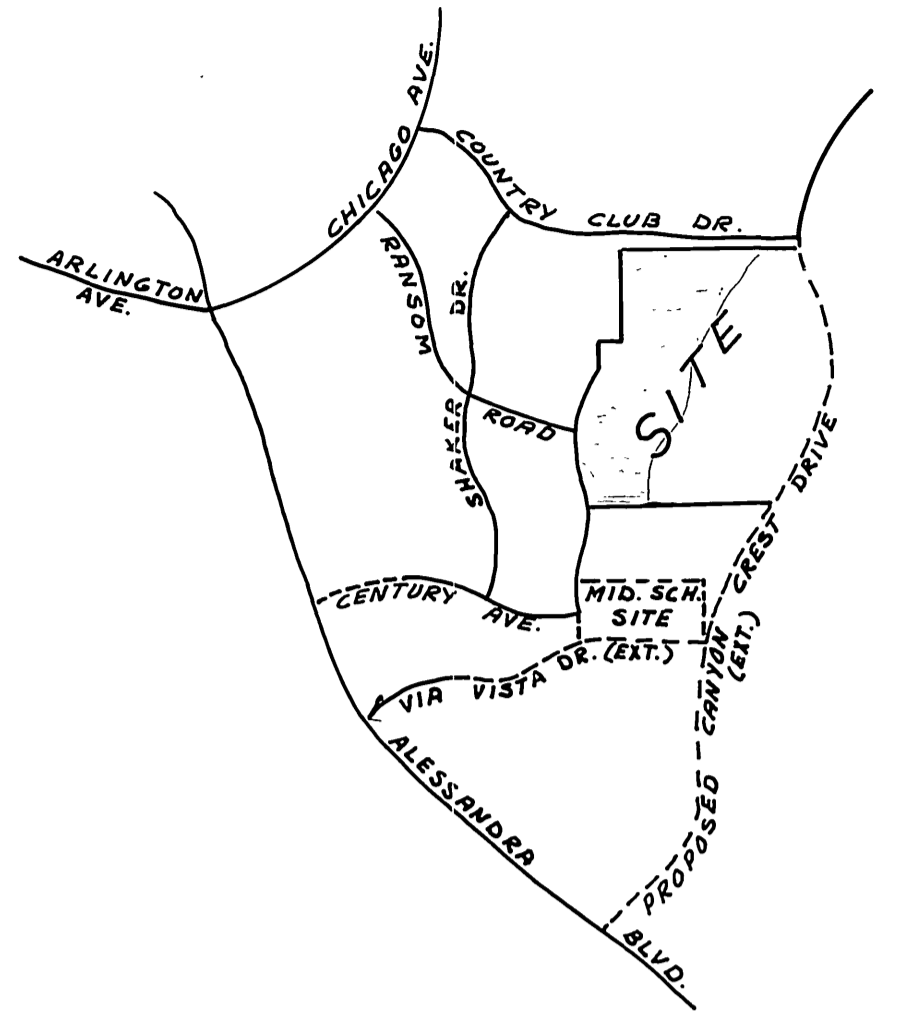 CHICAGO AVE.
COUNTRY CLUB DR.
ARLINGTON
AVE.
RANSOM ROAD
SHAKER DR.
SITE
CENTURY AVE.
MID. SCH.
SITE
VIA VISTA DR. (EXT.)
PROPOSED CANYON CREST DRIVE
(EXT.)
ALESSANDRA BLVD.